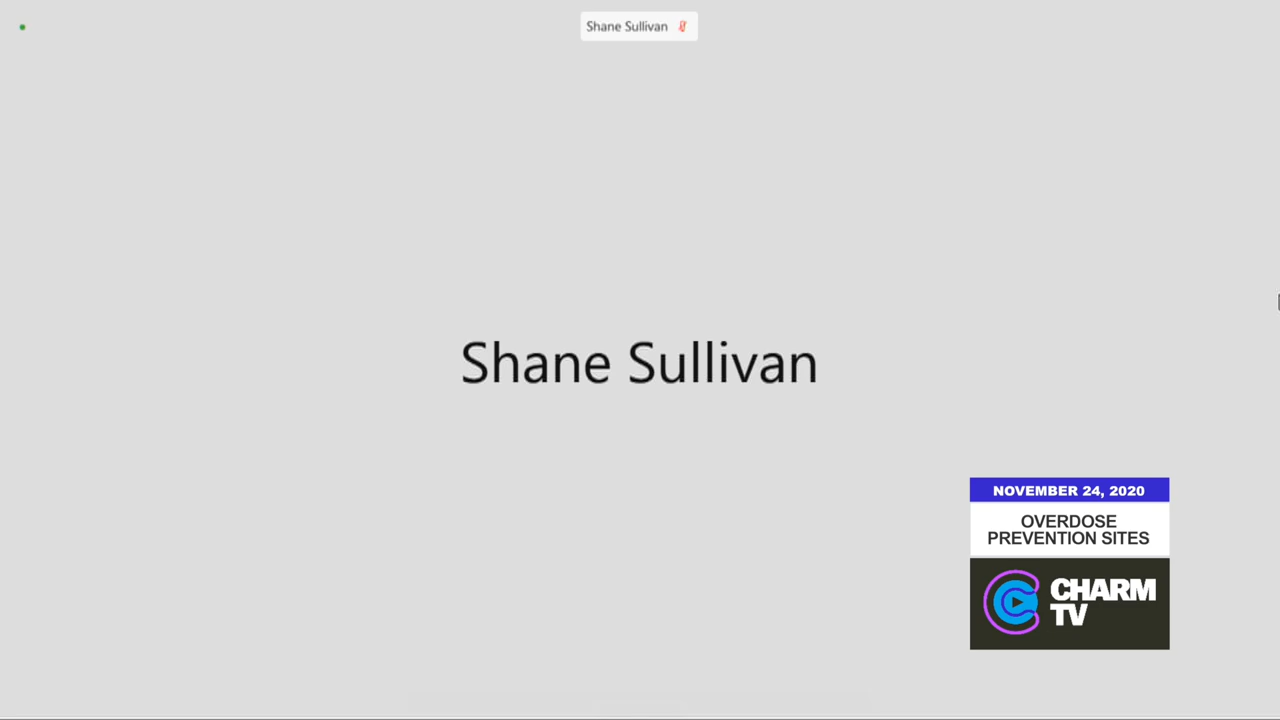 Shane Sullivan
Shane Sullivan
NOVEMBER 24, 2020
OVERDOSE
PREVENTION SITES
CHARM
TV